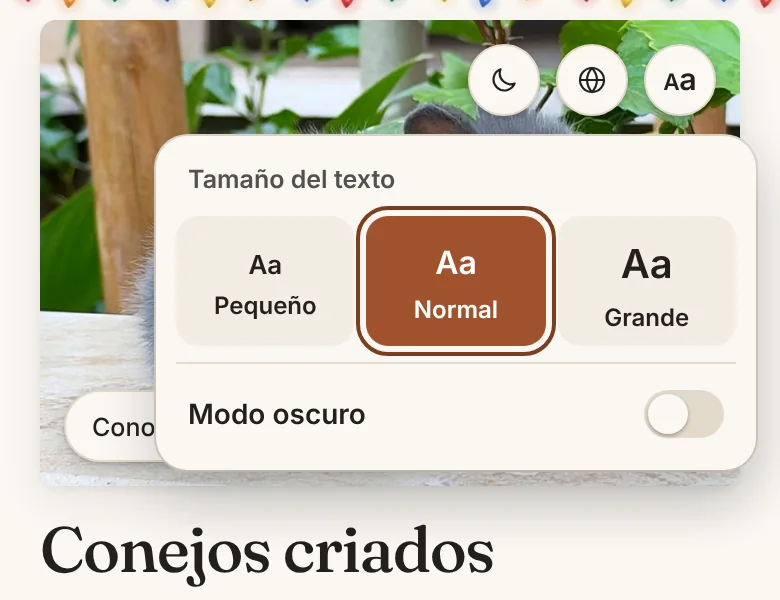 Aa
Tamaño del texto
Aa
Pequeño
Aa
Normal
Aa
Grande
Modo oscuro
Cono
Conejos criados